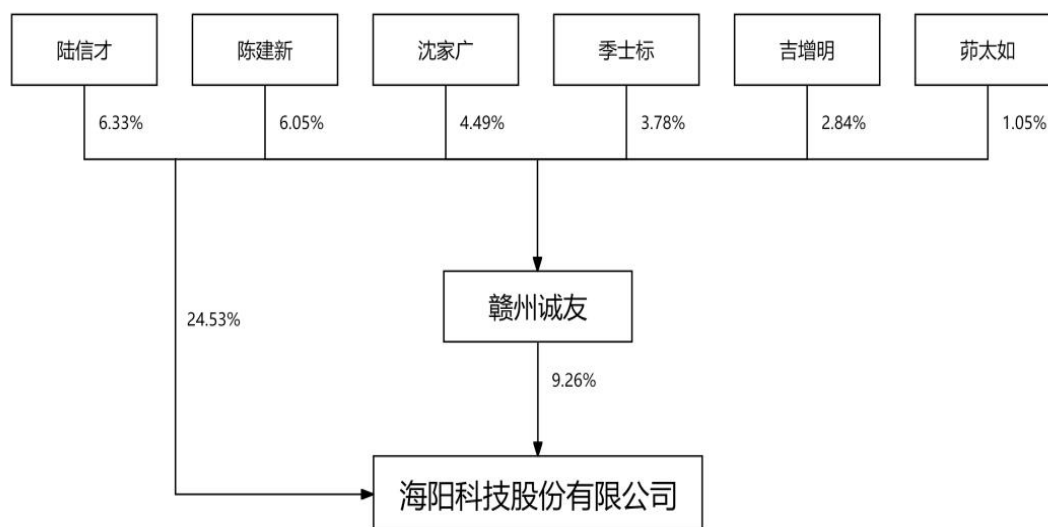 陆信才
陈建新
沈家广
季士标
吉增明
茆太如
6.33%
6.05%
4.49%
3.78%
2.84%
1.05%
赣州诚友
24.53%
9.26%
海阳科技股份有限公司